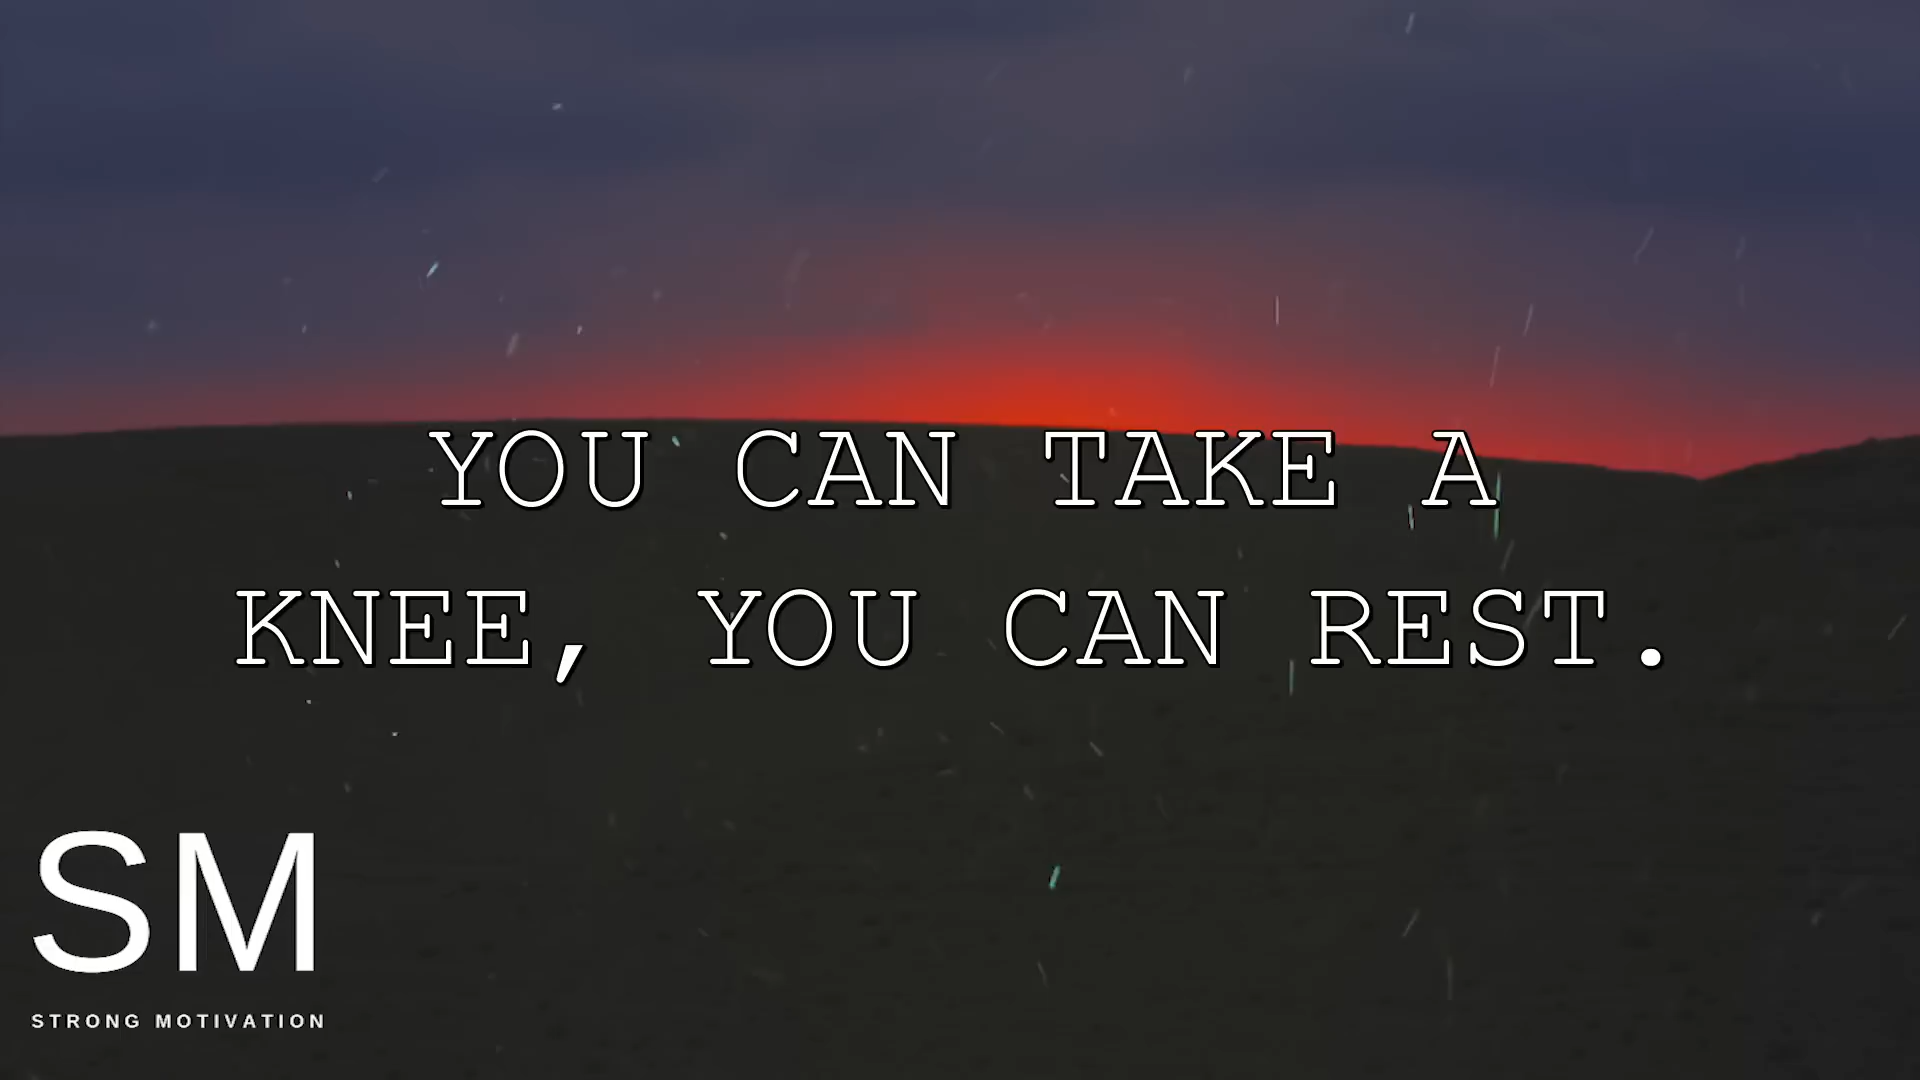 YOU CAN TAKE A
KNEE, YOU CAN REST.
SM
STRONG MOTIVATION